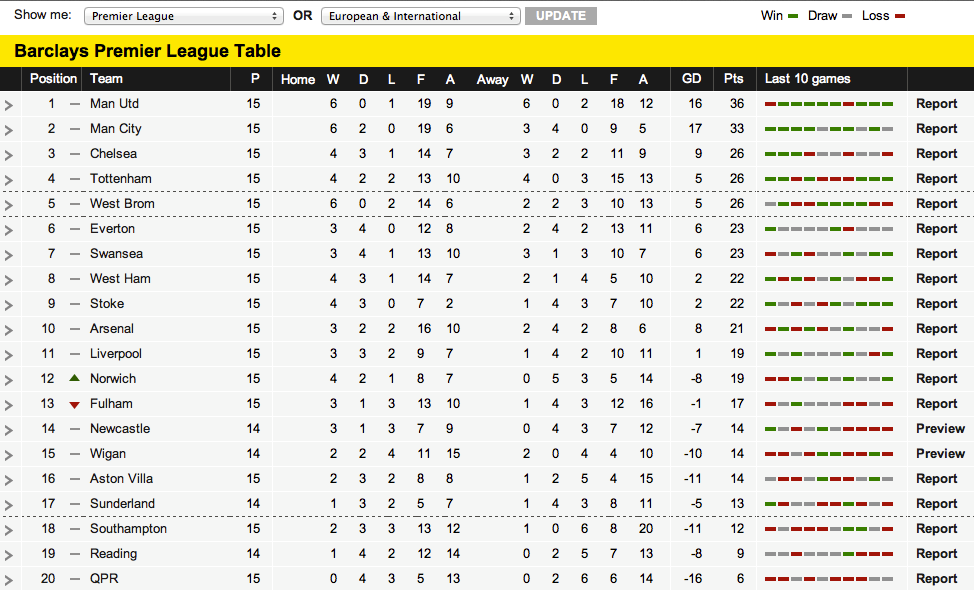 Show me: Premier League OR European & International UPDATE Win Draw Loss
Barclays Premier League Table
Position Team P Home W D L F A Away W D L F A GD Pts Last 10 games
1 Man Utd 15 6 0 1 19 9 6 0 2 18 12 16 36 Report
2 Man City 15 6 2 0 19 6 3 4 0 9 5 17 33 Report
3 Chelsea 15 4 3 1 14 7 3 2 2 11 9 9 26 Report
4 Tottenham 15 4 2 2 13 10 4 0 3 15 13 5 26 Report
5 West Brom 15 6 0 2 14 6 2 2 3 10 13 5 26 Report
6 Everton 15 3 4 0 12 8 2 4 2 13 11 6 23 Report
7 Swansea 15 3 4 1 13 10 3 1 3 10 7 6 23 Report
8 West Ham 15 4 3 1 14 7 2 1 4 5 10 2 22 Report
9 Stoke 15 4 3 0 7 2 1 4 3 7 10 2 22 Report
10 Arsenal 15 3 2 2 16 10 2 4 2 8 6 8 21 Report
11 Liverpool 15 3 3 2 9 7 1 4 2 10 11 1 19 Report
12 Norwich 15 4 2 1 8 7 0 5 3 5 14 -8 19 Report
13 Fulham 15 3 1 3 13 10 1 4 3 12 16 -1 17 Report
14 Newcastle 14 3 1 3 7 9 0 4 3 7 12 -7 14 Preview
15 Wigan 14 2 2 4 11 15 2 0 4 4 10 -10 14 Preview
16 Aston Villa 14 2 3 2 8 8 1 2 5 4 15 -11 14 Report
17 Sunderland 14 1 3 2 5 7 1 4 3 8 11 -5 13 Report
18 Southampton 15 2 3 3 13 12 1 0 6 8 20 -11 12 Report
19 Reading 14 1 4 2 12 14 0 2 5 7 13 -8 9 Report
20 QPR 15 0 4 3 5 13 0 2 6 6 14 -16 6 Report